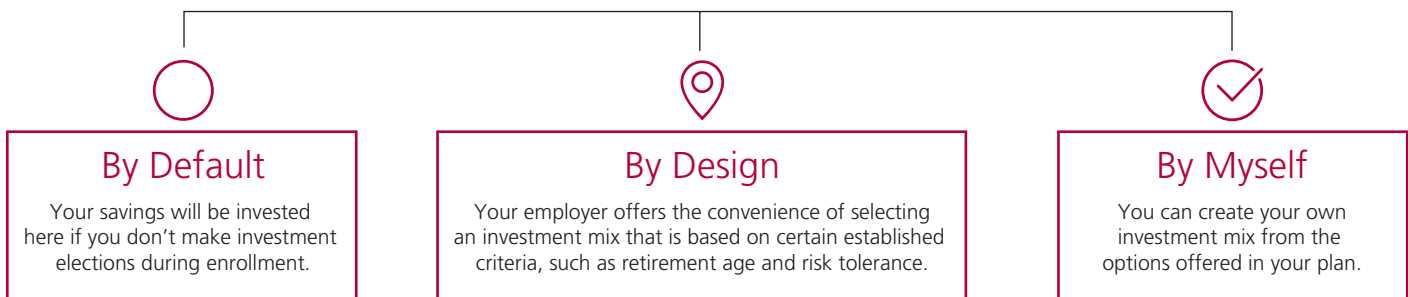 By Default
Your savings will be invested
here if you don’t make investment
elections during enrollment.
By Design
Your employer offers the convenience of selecting
an investment mix that is based on certain established
criteria, such as retirement age and risk tolerance.
By Myself
You can create your own
investment mix from the
options offered in your plan.